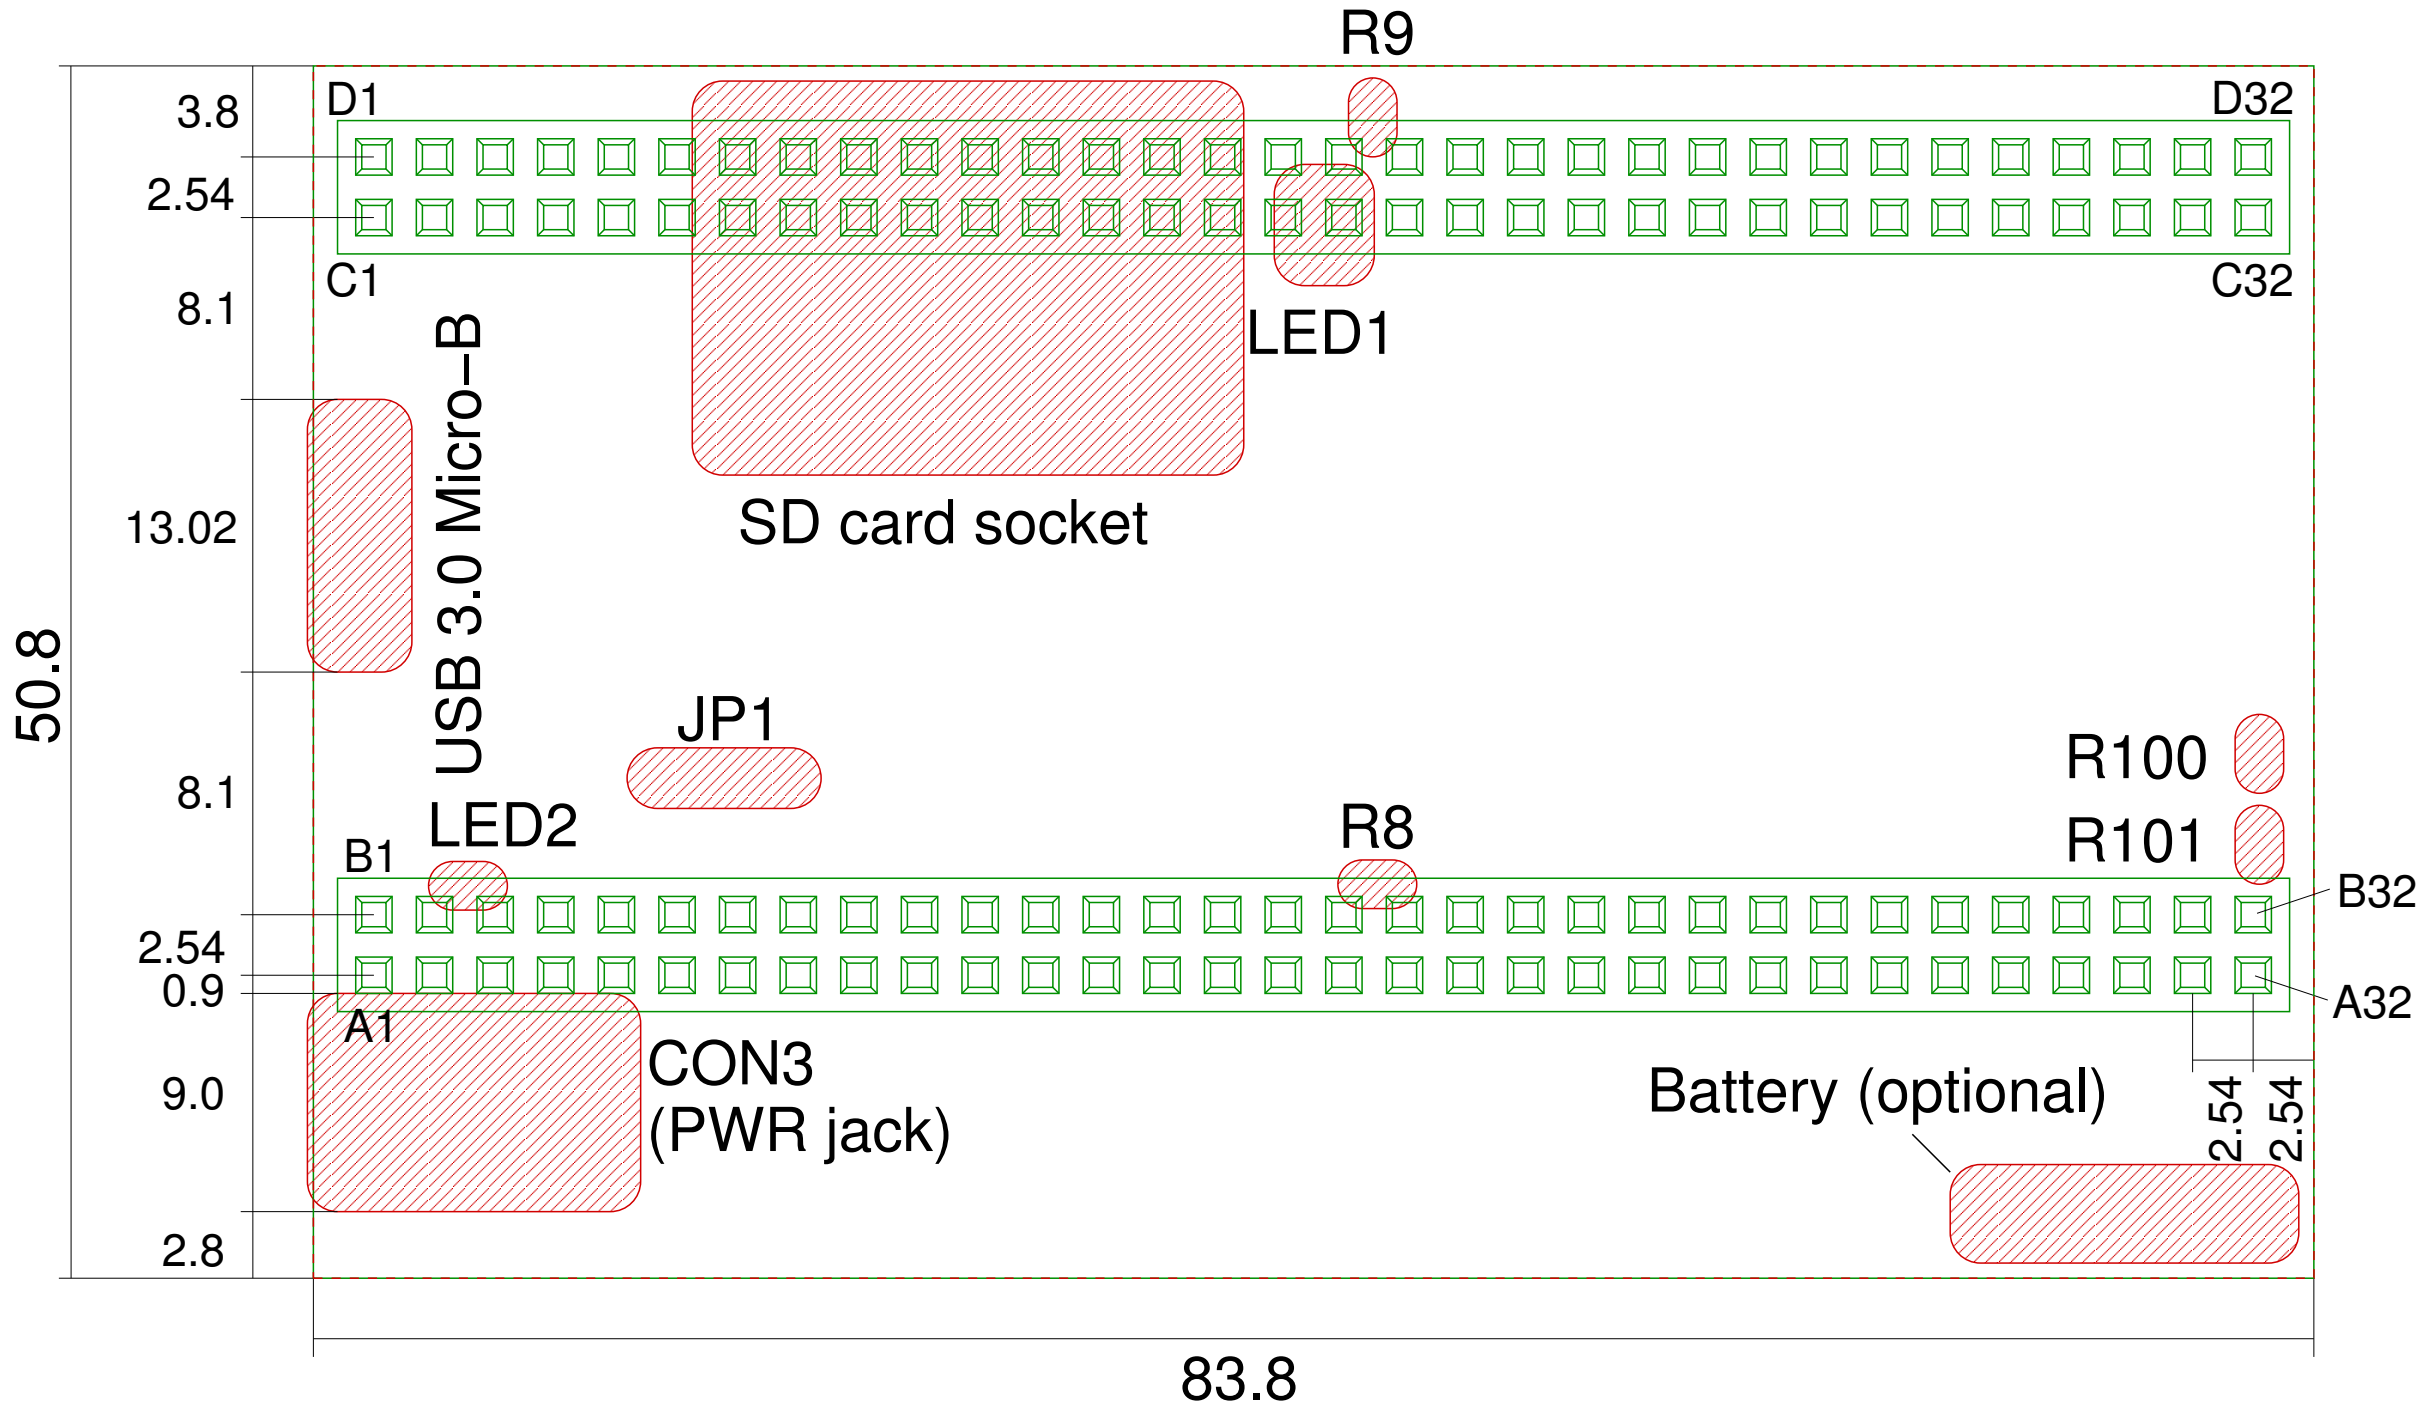 R9
3.8
D1
D32
2.54
C1
C32
8.1
LED1
USB 3.0 Micro–B
SD card socket
13.02
50.8
JP1
R100
8.1
LED2
R8
R101
B1
B32
2.54
0.9
A1
A32
CON3
(PWR jack)
9.0
Battery (optional)
2.54
2.54
2.8
83.8